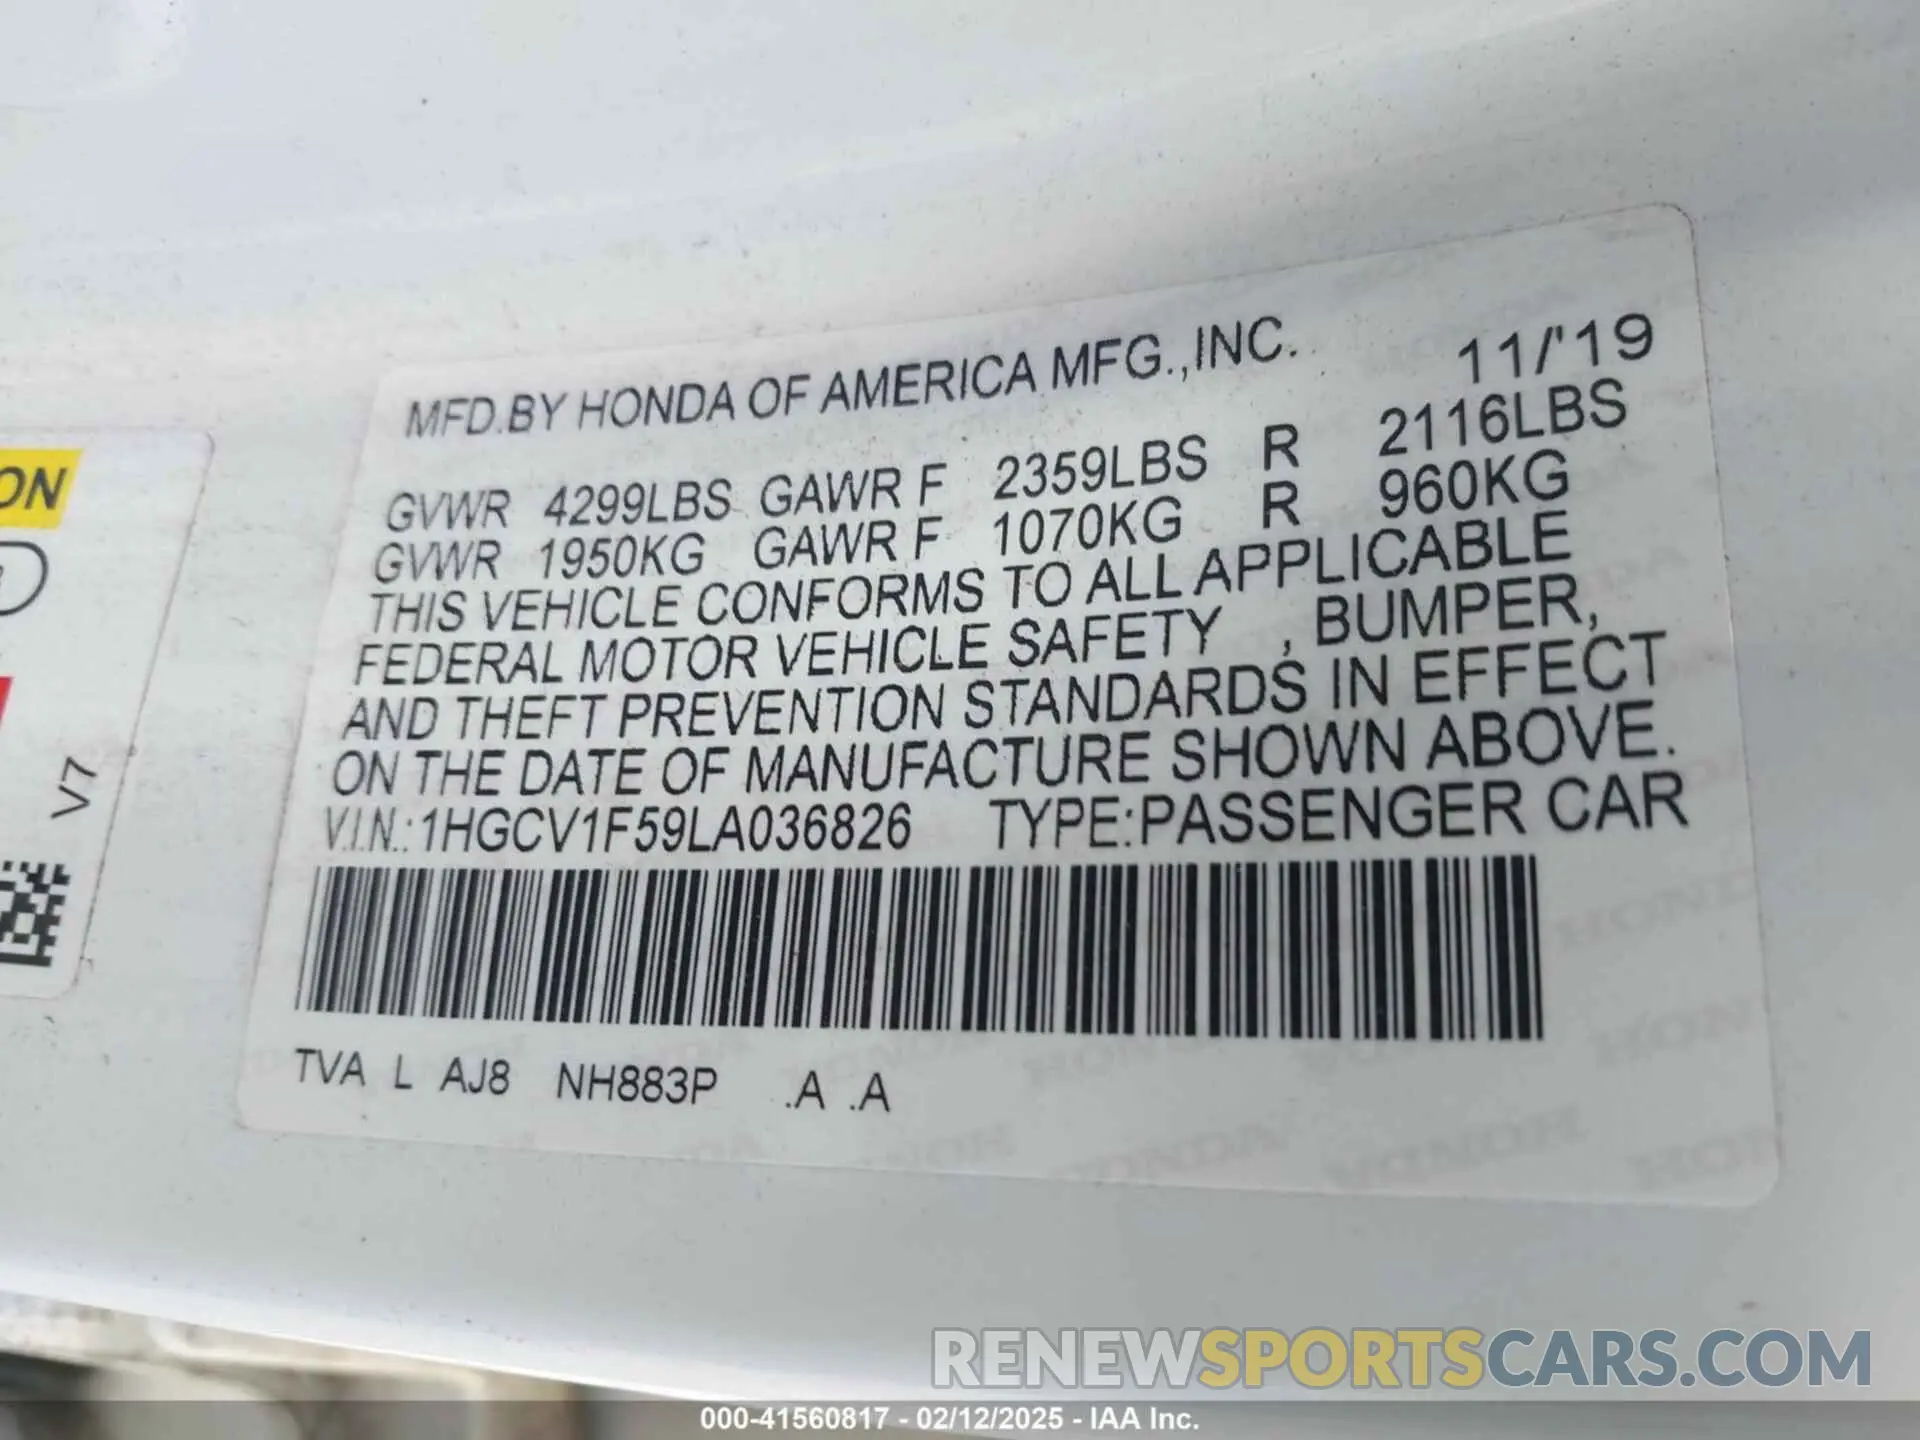 MFD.BY HONDA OF AMERICA MFG.,INC. 11/'19
GVWR 4299LBS GAWR F 2359LBS R 2116LBS
GVWR 1950KG GAWR F 1070KG R 960KG
THIS VEHICLE CONFORMS TO ALL APPLICABLE
FEDERAL MOTOR VEHICLE SAFETY , BUMPER,
AND THEFT PREVENTION STANDARDS IN EFFECT
ON THE DATE OF MANUFACTURE SHOWN ABOVE.
V.I.N.:1HGCV1F59LA036826 TYPE:PASSENGER CAR
TVA L AJ8 NH883P .A .A
ON
V7
RENEWSPORTSCARS.COM
000-41560817 - 02/12/2025 - IAA Inc.